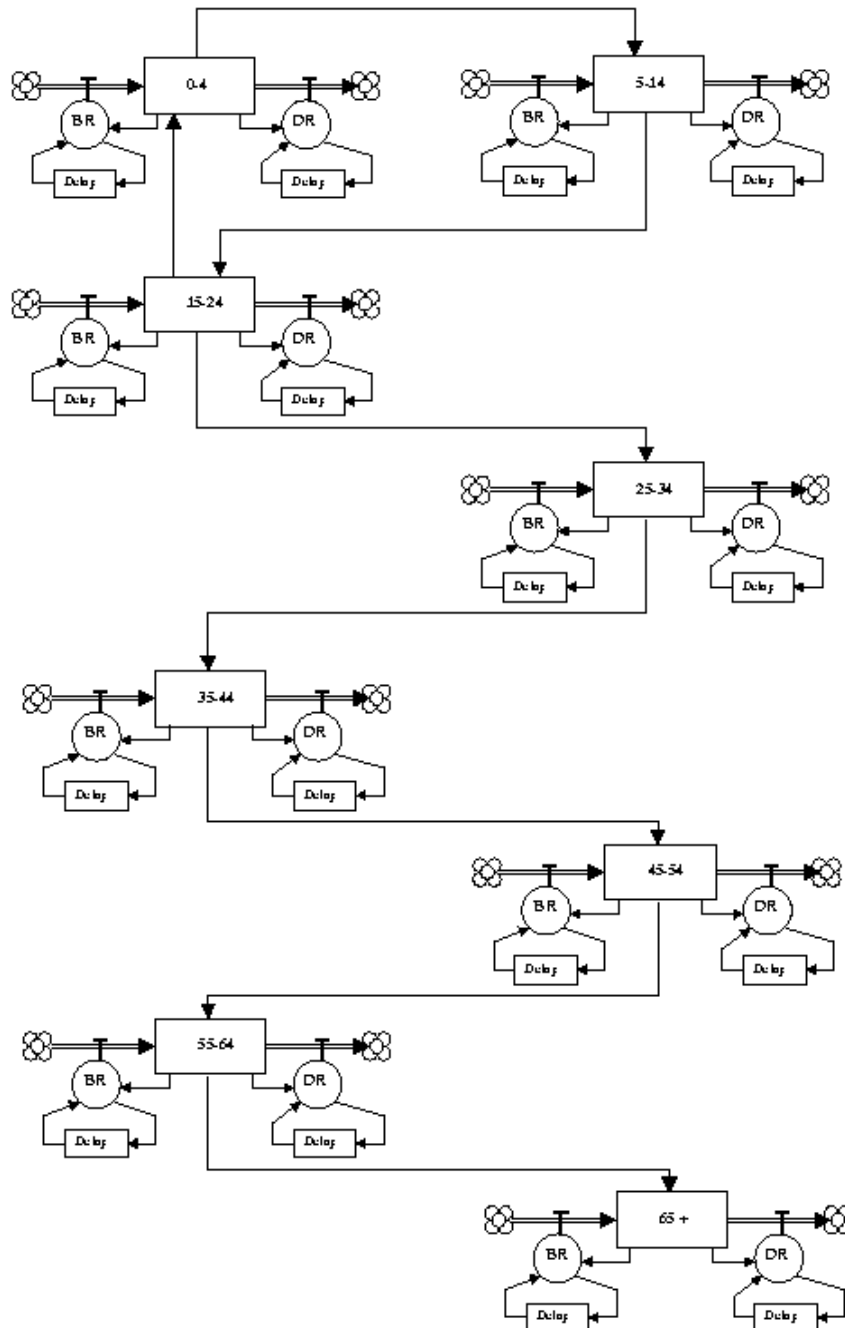 0-4
5-14
BR
DR
BR
DR
Delay
Delay
Delay
Delay
15-24
BR
DR
Delay
Delay
25-34
BR
DR
Delay
Delay
35-44
BR
DR
Delay
Delay
45-54
BR
DR
Delay
Delay
55-64
BR
DR
Delay
Delay
65 +
BR
DR
Delay
Delay